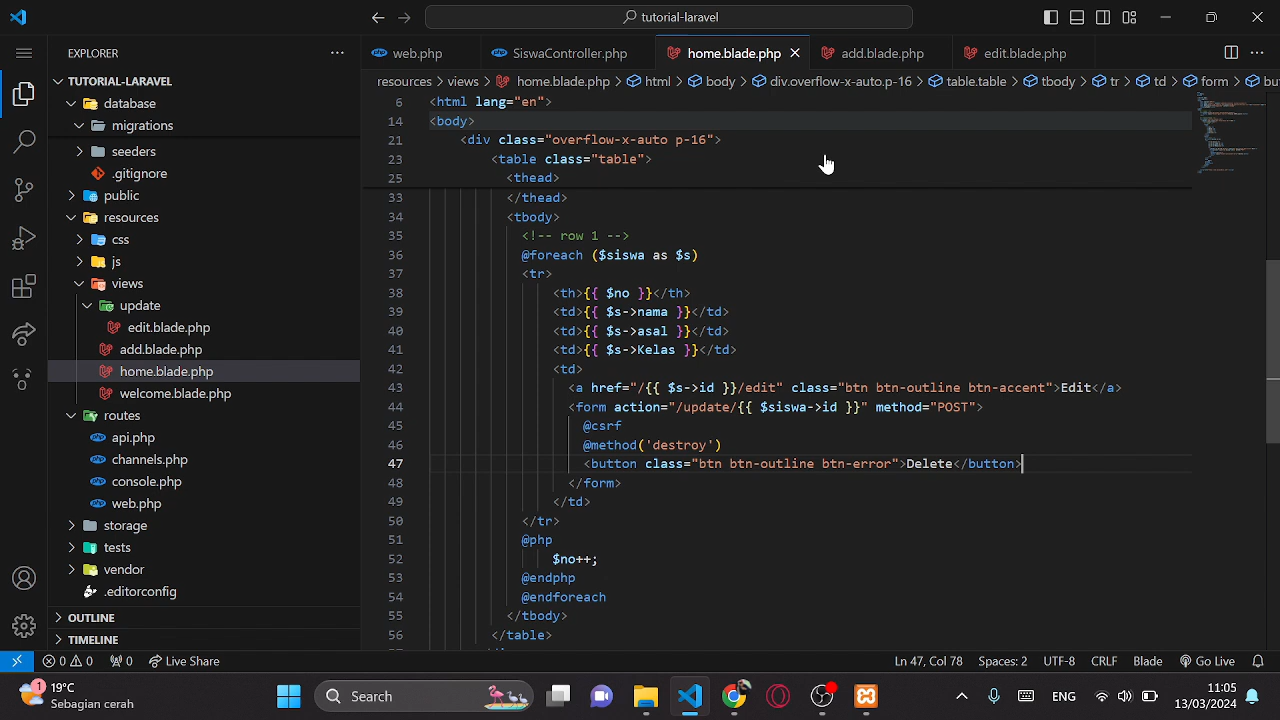 tutorial-laravel
EXPLORER
web.php
SiswaController.php
home.blade.php
add.blade.php
edit.blade.php
TUTORIAL-LARAVEL
database
migrations
seeders
.gitignore
public
resources
css
js
views
update
edit.blade.php
add.blade.php
home.blade.php
welcome.blade.php
routes
api.php
channels.php
console.php
web.php
storage
tests
vendor
.editorconfig
OUTLINE
TIMELINE
resources > views > home.blade.php > html > body > div.overflow-x-auto.p-16 > table.table > tbody > tr > td > form > bu
6 <html lang="en">
14 <body>
21 <div class="overflow-x-auto p-16">
23 <table class="table">
25 <thead>
33 </thead>
34 <tbody>
35 <!-- row 1 -->
36 @foreach ($siswa as $s)
37 <tr>
38 <th>{{ $no }}</th>
39 <td>{{ $s->nama }}</td>
40 <td>{{ $s->asal }}</td>
41 <td>{{ $s->Kelas }}</td>
42 <td>
43 <a href="/{{ $s->id }}/edit" class="btn btn-outline btn-accent">Edit</a>
44 <form action="/update/{{ $siswa->id }}" method="POST">
45 @csrf
46 @method('destroy')
47 <button class="btn btn-outline btn-error">Delete</button>
48 </form>
49 </td>
50 </tr>
51 @php
52 $no++;
53 @endphp
54 @endforeach
55 </tbody>
56 </table>
0 0 0 Live Share
Ln 47, Col 78 Spaces: 2 UTF-8 CRLF Blade Go Live
1
19°C
Sebagian cerah
Search
ENG
11:05
13/03/2024